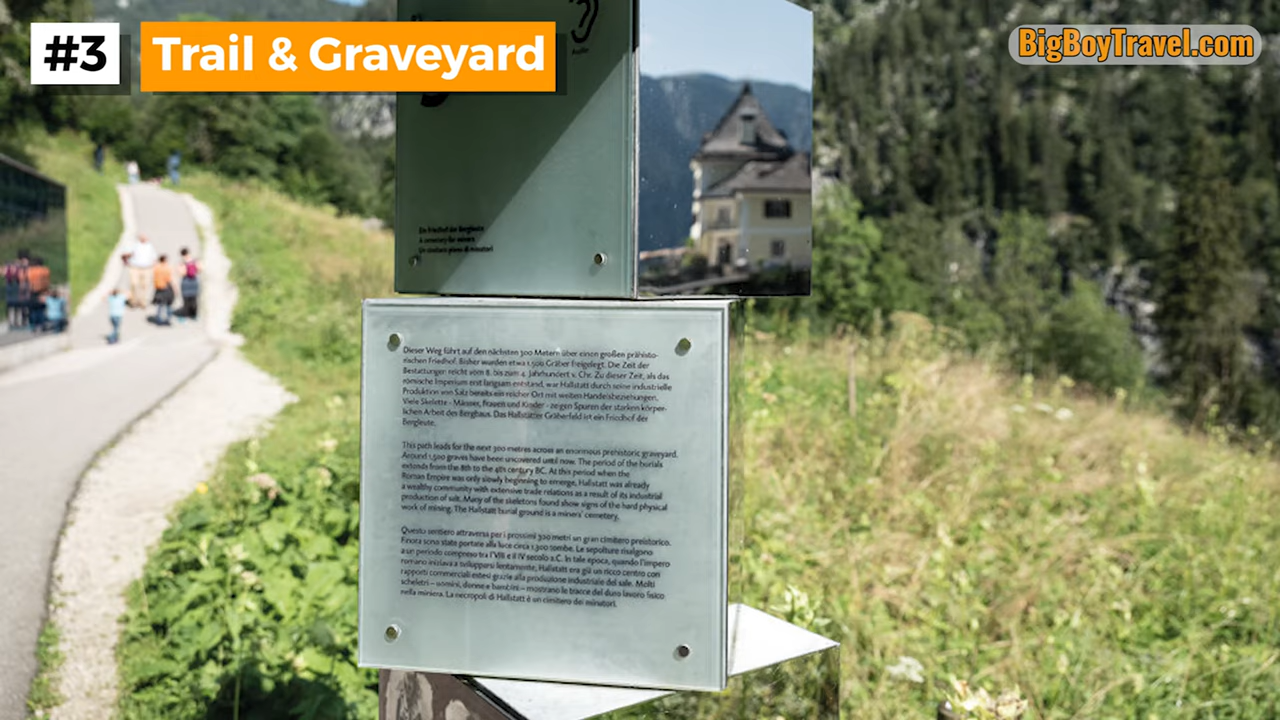 #3 Trail & Graveyard
BigBoyTravel.com
Audio
Ein Friedhof der Bergleute
A cemetery for miners
Un cimitero pieno di minatori
Dieser Weg führt auf den nächsten 300 Metern über einen großen prähisto-
rischen Friedhof. Bisher wurden etwa 1.500 Gräber freigelegt. Die Zeit der
Bestattungen reicht vom 8. bis zum 4. Jahrhundert v. Chr. Zu dieser Zeit, als das
römische Imperium erst langsam entstand, war Hallstatt durch seine industrielle
Produktion von Salz bereits ein reicher Ort mit weiten Handelsbeziehungen.
Viele Skelette - Männer, Frauen und Kinder - zeigen Spuren der starken körper-
lichen Arbeit des Bergbaus. Das Hallstätter Gräberfeld ist ein Friedhof der
Bergleute.
This path leads for the next 300 metres across an enormous prehistoric graveyard.
Around 1,500 graves have been uncovered until now. The period of the burials
extends from the 8th to the 4th century BC. At this period when the
Roman Empire was only slowly beginning to emerge, Hallstatt was already
a wealthy community with extensive trade relations as a result of its industrial
production of salt. Many of the skeletons found show signs of the hard physical
work of mining. The Hallstatt burial ground is a miners' cemetery.
Questo sentiero attraversa per i prossimi 300 metri un gran cimitero preistorico.
Finora sono state portate alla luce circa 1.500 tombe. Le sepolture risalgono
a un periodo compreso tra l'VIII e il IV secolo a.C. In tale epoca, quando l'impero
romano iniziava a svilupparsi lentamente, Hallstatt era già un ricco centro con
rapporti commerciali estesi grazie alla produzione industriale del sale. Molti
scheletri – uomini, donne e bambini – mostrano le tracce del duro lavoro fisico
nella miniera. La necropoli di Hallstatt è un cimitero dei minatori.